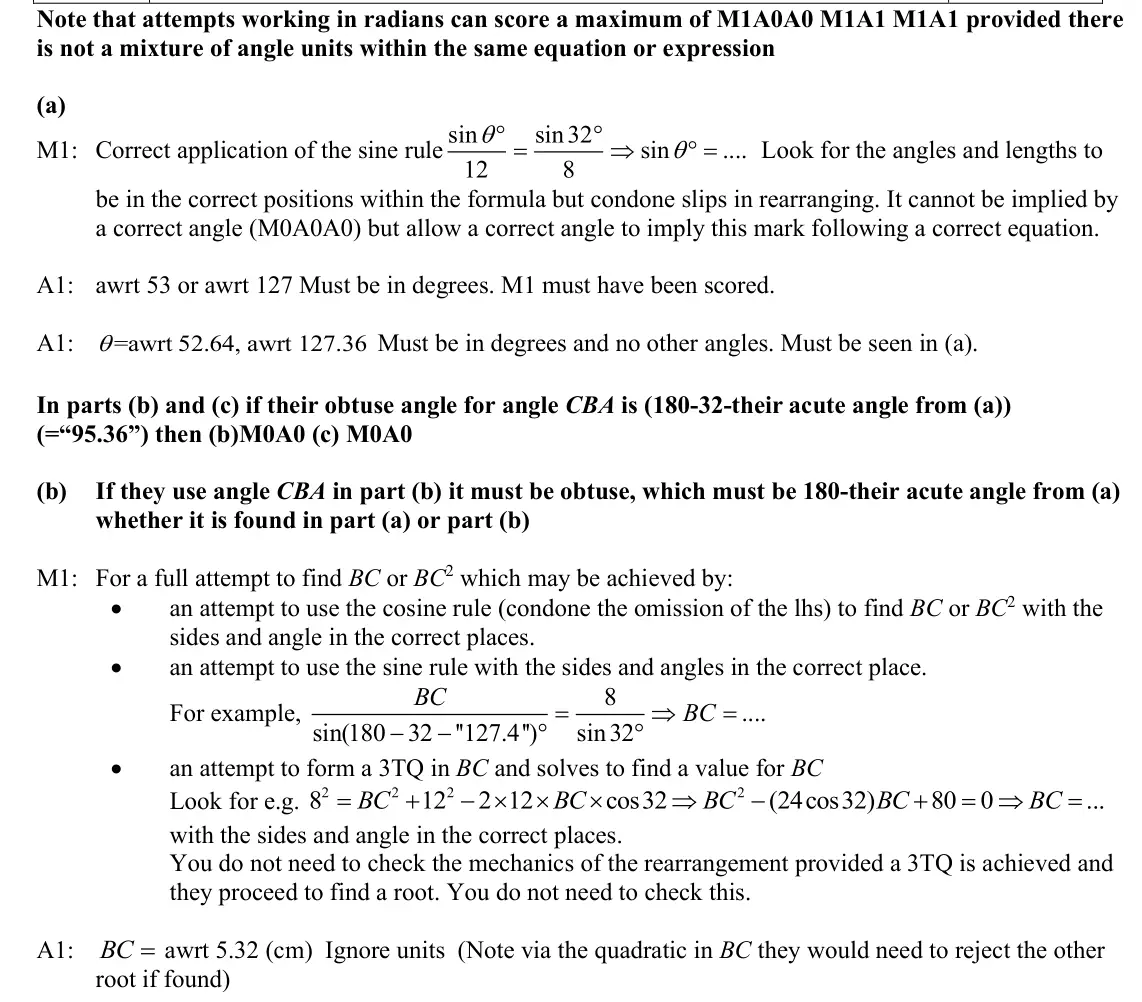 Note that attempts working in radians can score a maximum of M1A0A0 M1A1 M1A1 provided there
is not a mixture of angle units within the same equation or expression
(a)
M1: Correct application of the sine rule sin θ°/12 = sin 32°/8 ⇒ sin θ° = .... Look for the angles and lengths to
be in the correct positions within the formula but condone slips in rearranging. It cannot be implied by
a correct angle (M0A0A0) but allow a correct angle to imply this mark following a correct equation.
A1: awrt 53 or awrt 127 Must be in degrees. M1 must have been scored.
A1: θ=awrt 52.64, awrt 127.36 Must be in degrees and no other angles. Must be seen in (a).
In parts (b) and (c) if their obtuse angle for angle CBA is (180-32-their acute angle from (a))
(=“95.36”) then (b)M0A0 (c) M0A0
(b) If they use angle CBA in part (b) it must be obtuse, which must be 180-their acute angle from (a)
whether it is found in part (a) or part (b)
M1: For a full attempt to find BC or BC² which may be achieved by:
• an attempt to use the cosine rule (condone the omission of the lhs) to find BC or BC² with the
sides and angle in the correct places.
• an attempt to use the sine rule with the sides and angles in the correct place.
For example, BC/sin(180 − 32 − "127.4")° = 8/sin 32° ⇒ BC = ....
• an attempt to form a 3TQ in BC and solves to find a value for BC
Look for e.g. 8² = BC² + 12² − 2×12× BC × cos 32 ⇒ BC² − (24 cos 32) BC + 80 = 0 ⇒ BC = ...
with the sides and angle in the correct places.
You do not need to check the mechanics of the rearrangement provided a 3TQ is achieved and
they proceed to find a root. You do not need to check this.
A1: BC = awrt 5.32 (cm) Ignore units (Note via the quadratic in BC they would need to reject the other
root if found)